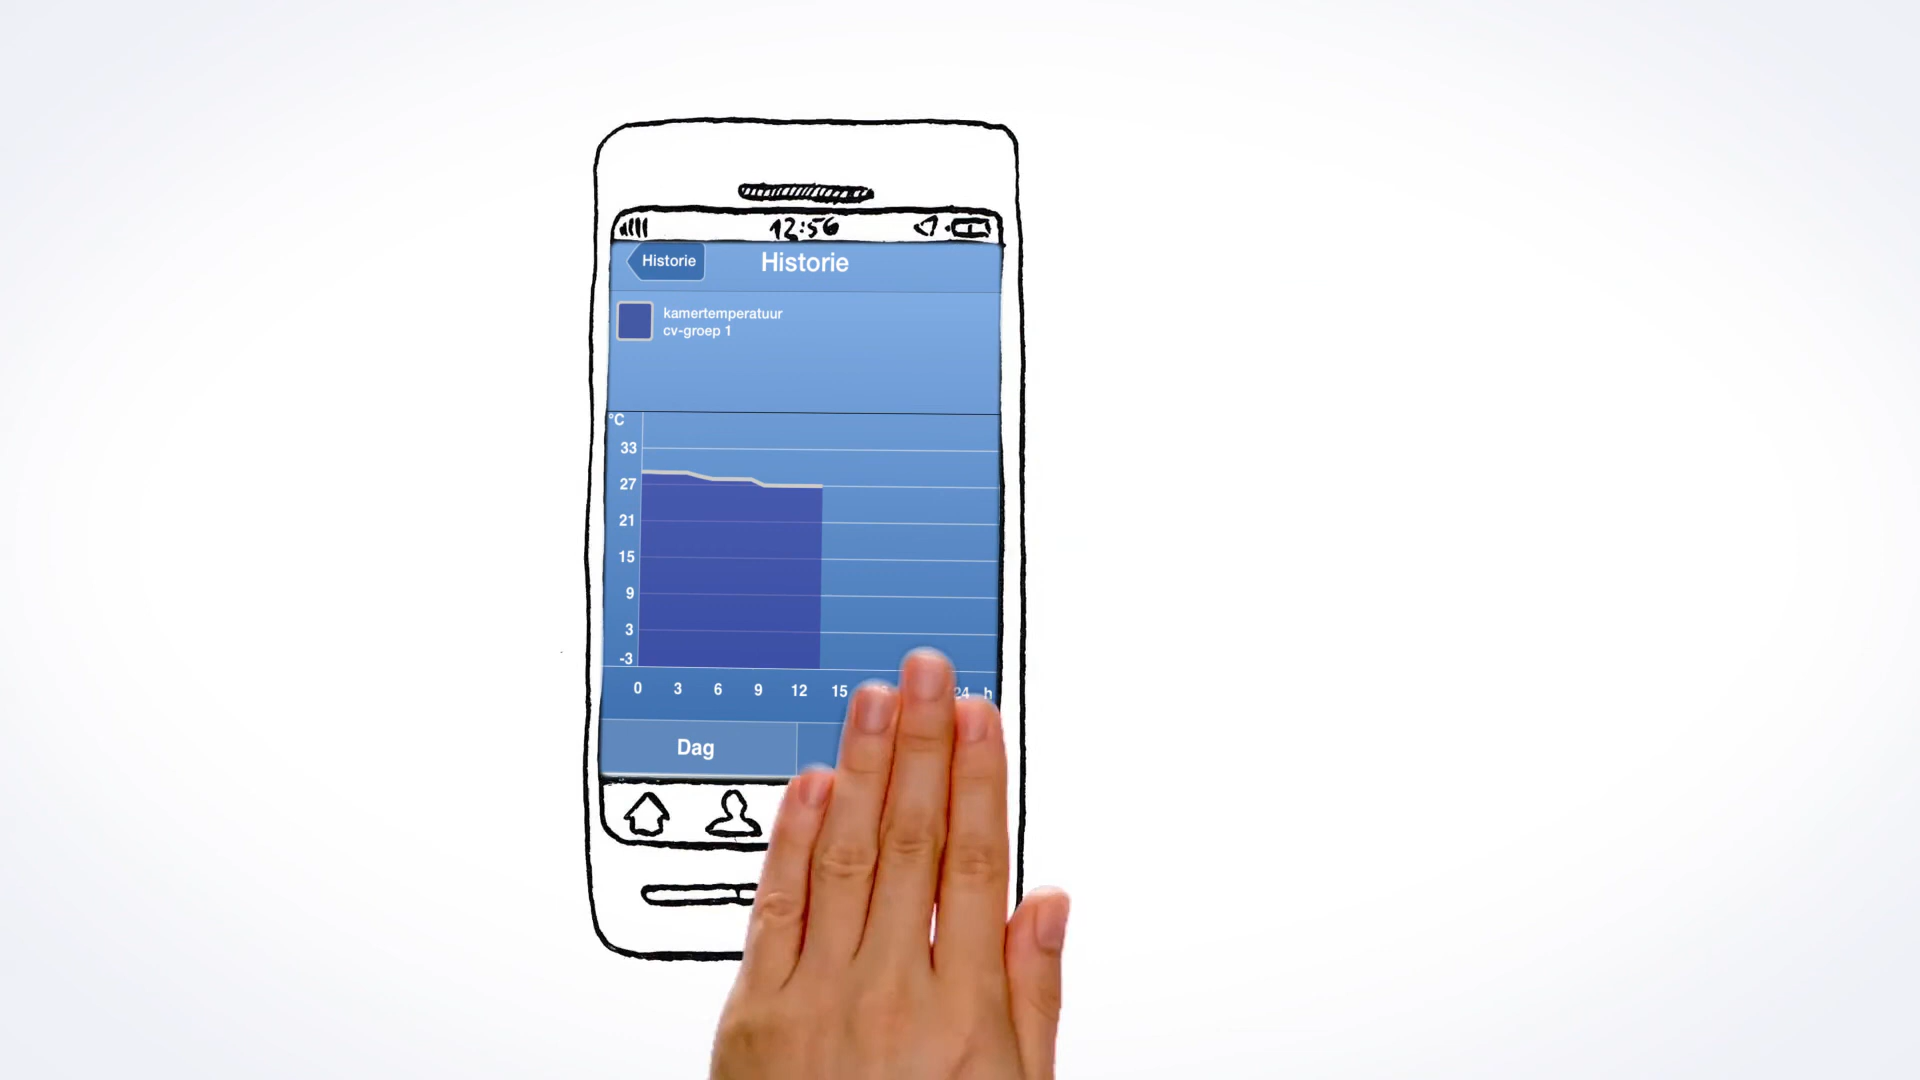 12:56
Historie
Historie
kamertemperatuur
cv-groep 1
°C
33
27
21
15
9
3
-3
0 3 6 9 12 15 24 h
Dag